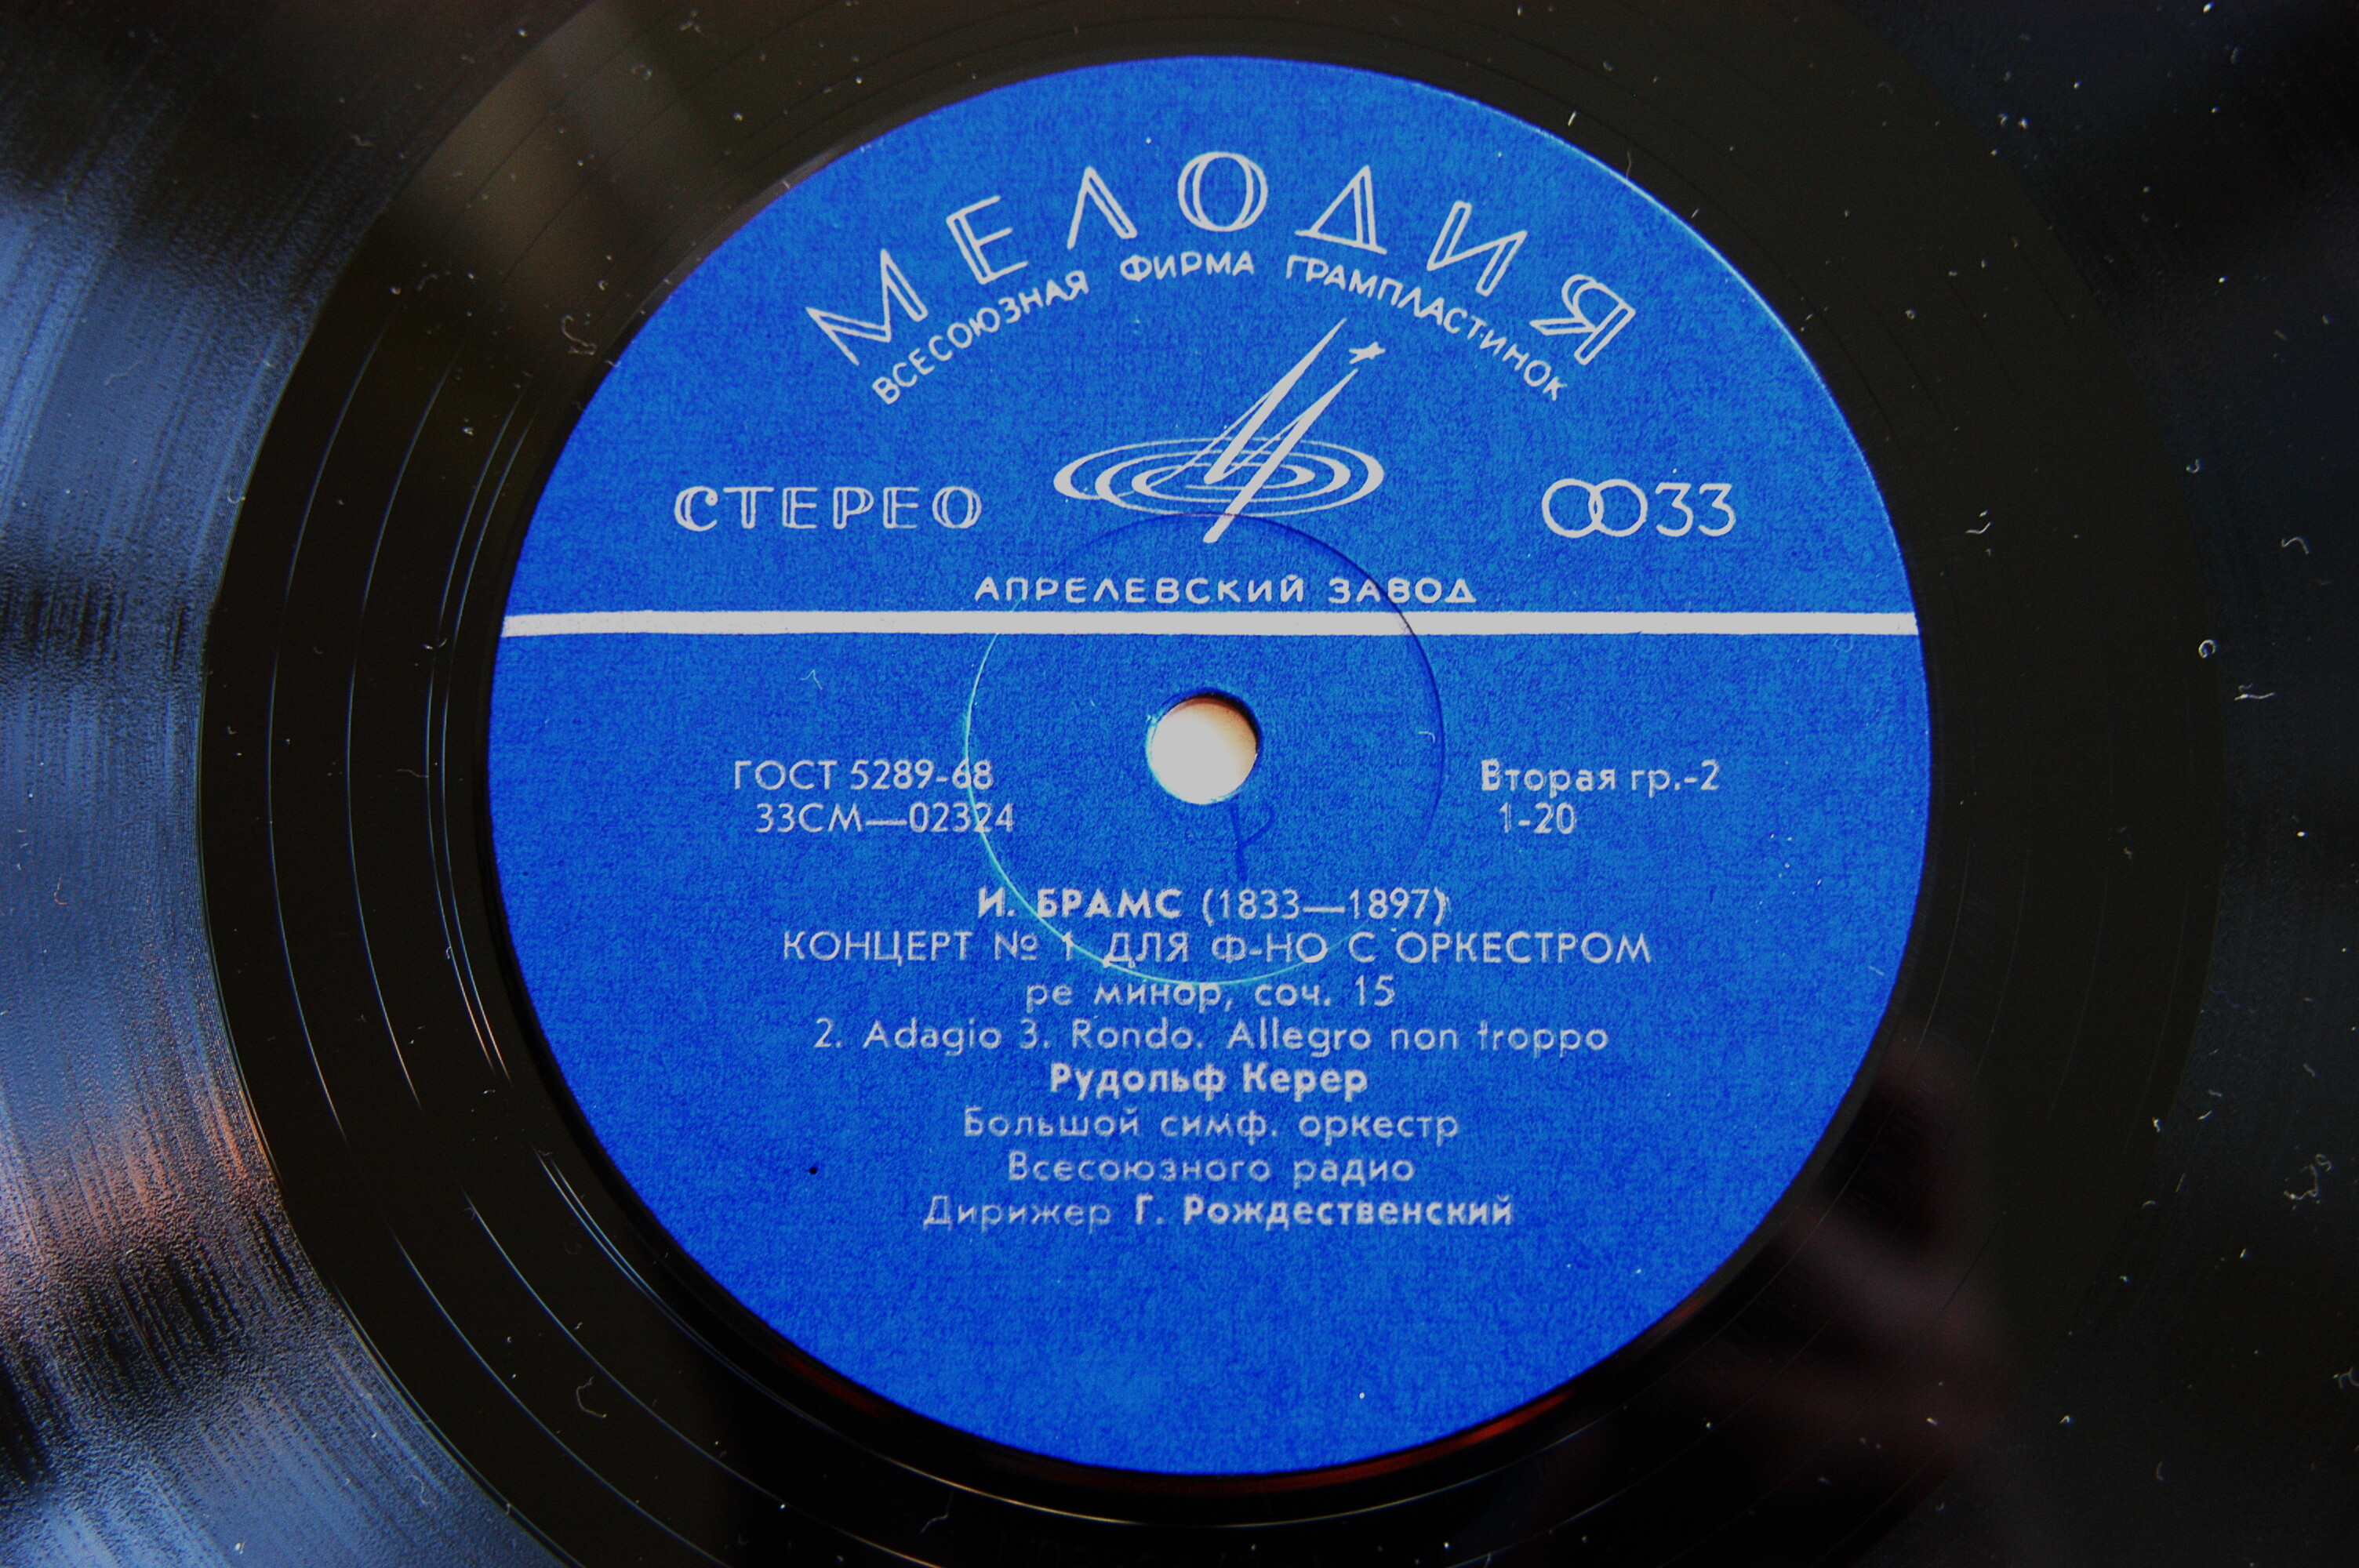 МЕЛОДИЯ
ВСЕСОЮЗНАЯ ФИРМА ГРАМПЛАСТИНОК
СТЕРЕО
33
АПРЕЛЕВСКИЙ ЗАВОД
ГОСТ 5289-68
33СМ—02324
Вторая гр.-2
1-20
И. БРАМС (1833—1897)
КОНЦЕРТ № 1 ДЛЯ Ф-НО С ОРКЕСТРОМ
ре минор, соч. 15
2. Adagio 3. Rondo. Allegro non troppo
Рудольф Керер
Большой симф. оркестр
Всесоюзного радио
Дирижер Г. Рождественский